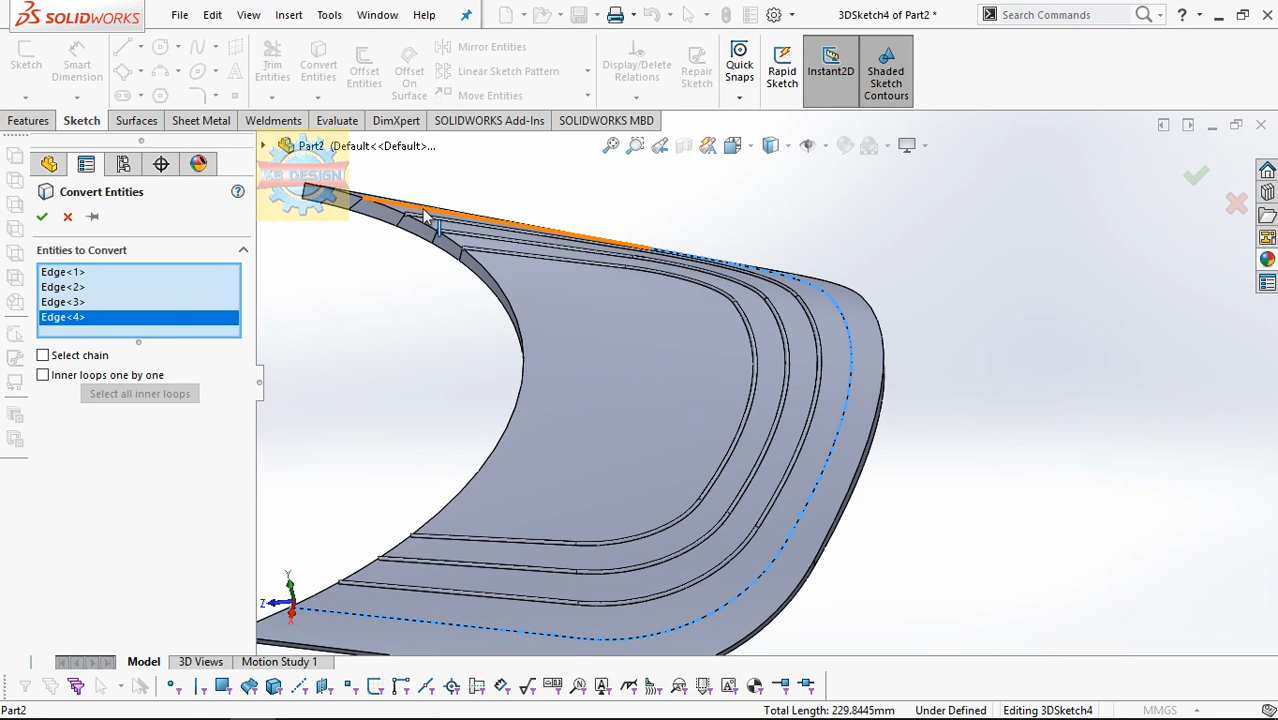 DS SOLIDWORKS File Edit View Insert Tools Window Help 3DSketch4 of Part2 * Search Commands ?
Sketch Smart Dimension Trim Entities Convert Entities Offset Entities Offset On Surface Mirror Entities Linear Sketch Pattern Move Entities Display/Delete Relations Repair Sketch Quick Snaps Rapid Sketch Instant2D Shaded Sketch Contours
Features Sketch Surfaces Sheet Metal Weldments Evaluate DimXpert SOLIDWORKS Add-Ins SOLIDWORKS MBD
Part2 (Default<<Default>...
DESIGN
Convert Entities ?
Entities to Convert
Edge<1>
Edge<2>
Edge<3>
Edge<4>
Select chain
Inner loops one by one
Select all inner loops
Y
Z
X
Model 3D Views Motion Study 1
Part2 Total Length: 229.8445mm Under Defined Editing 3DSketch4 MMGS